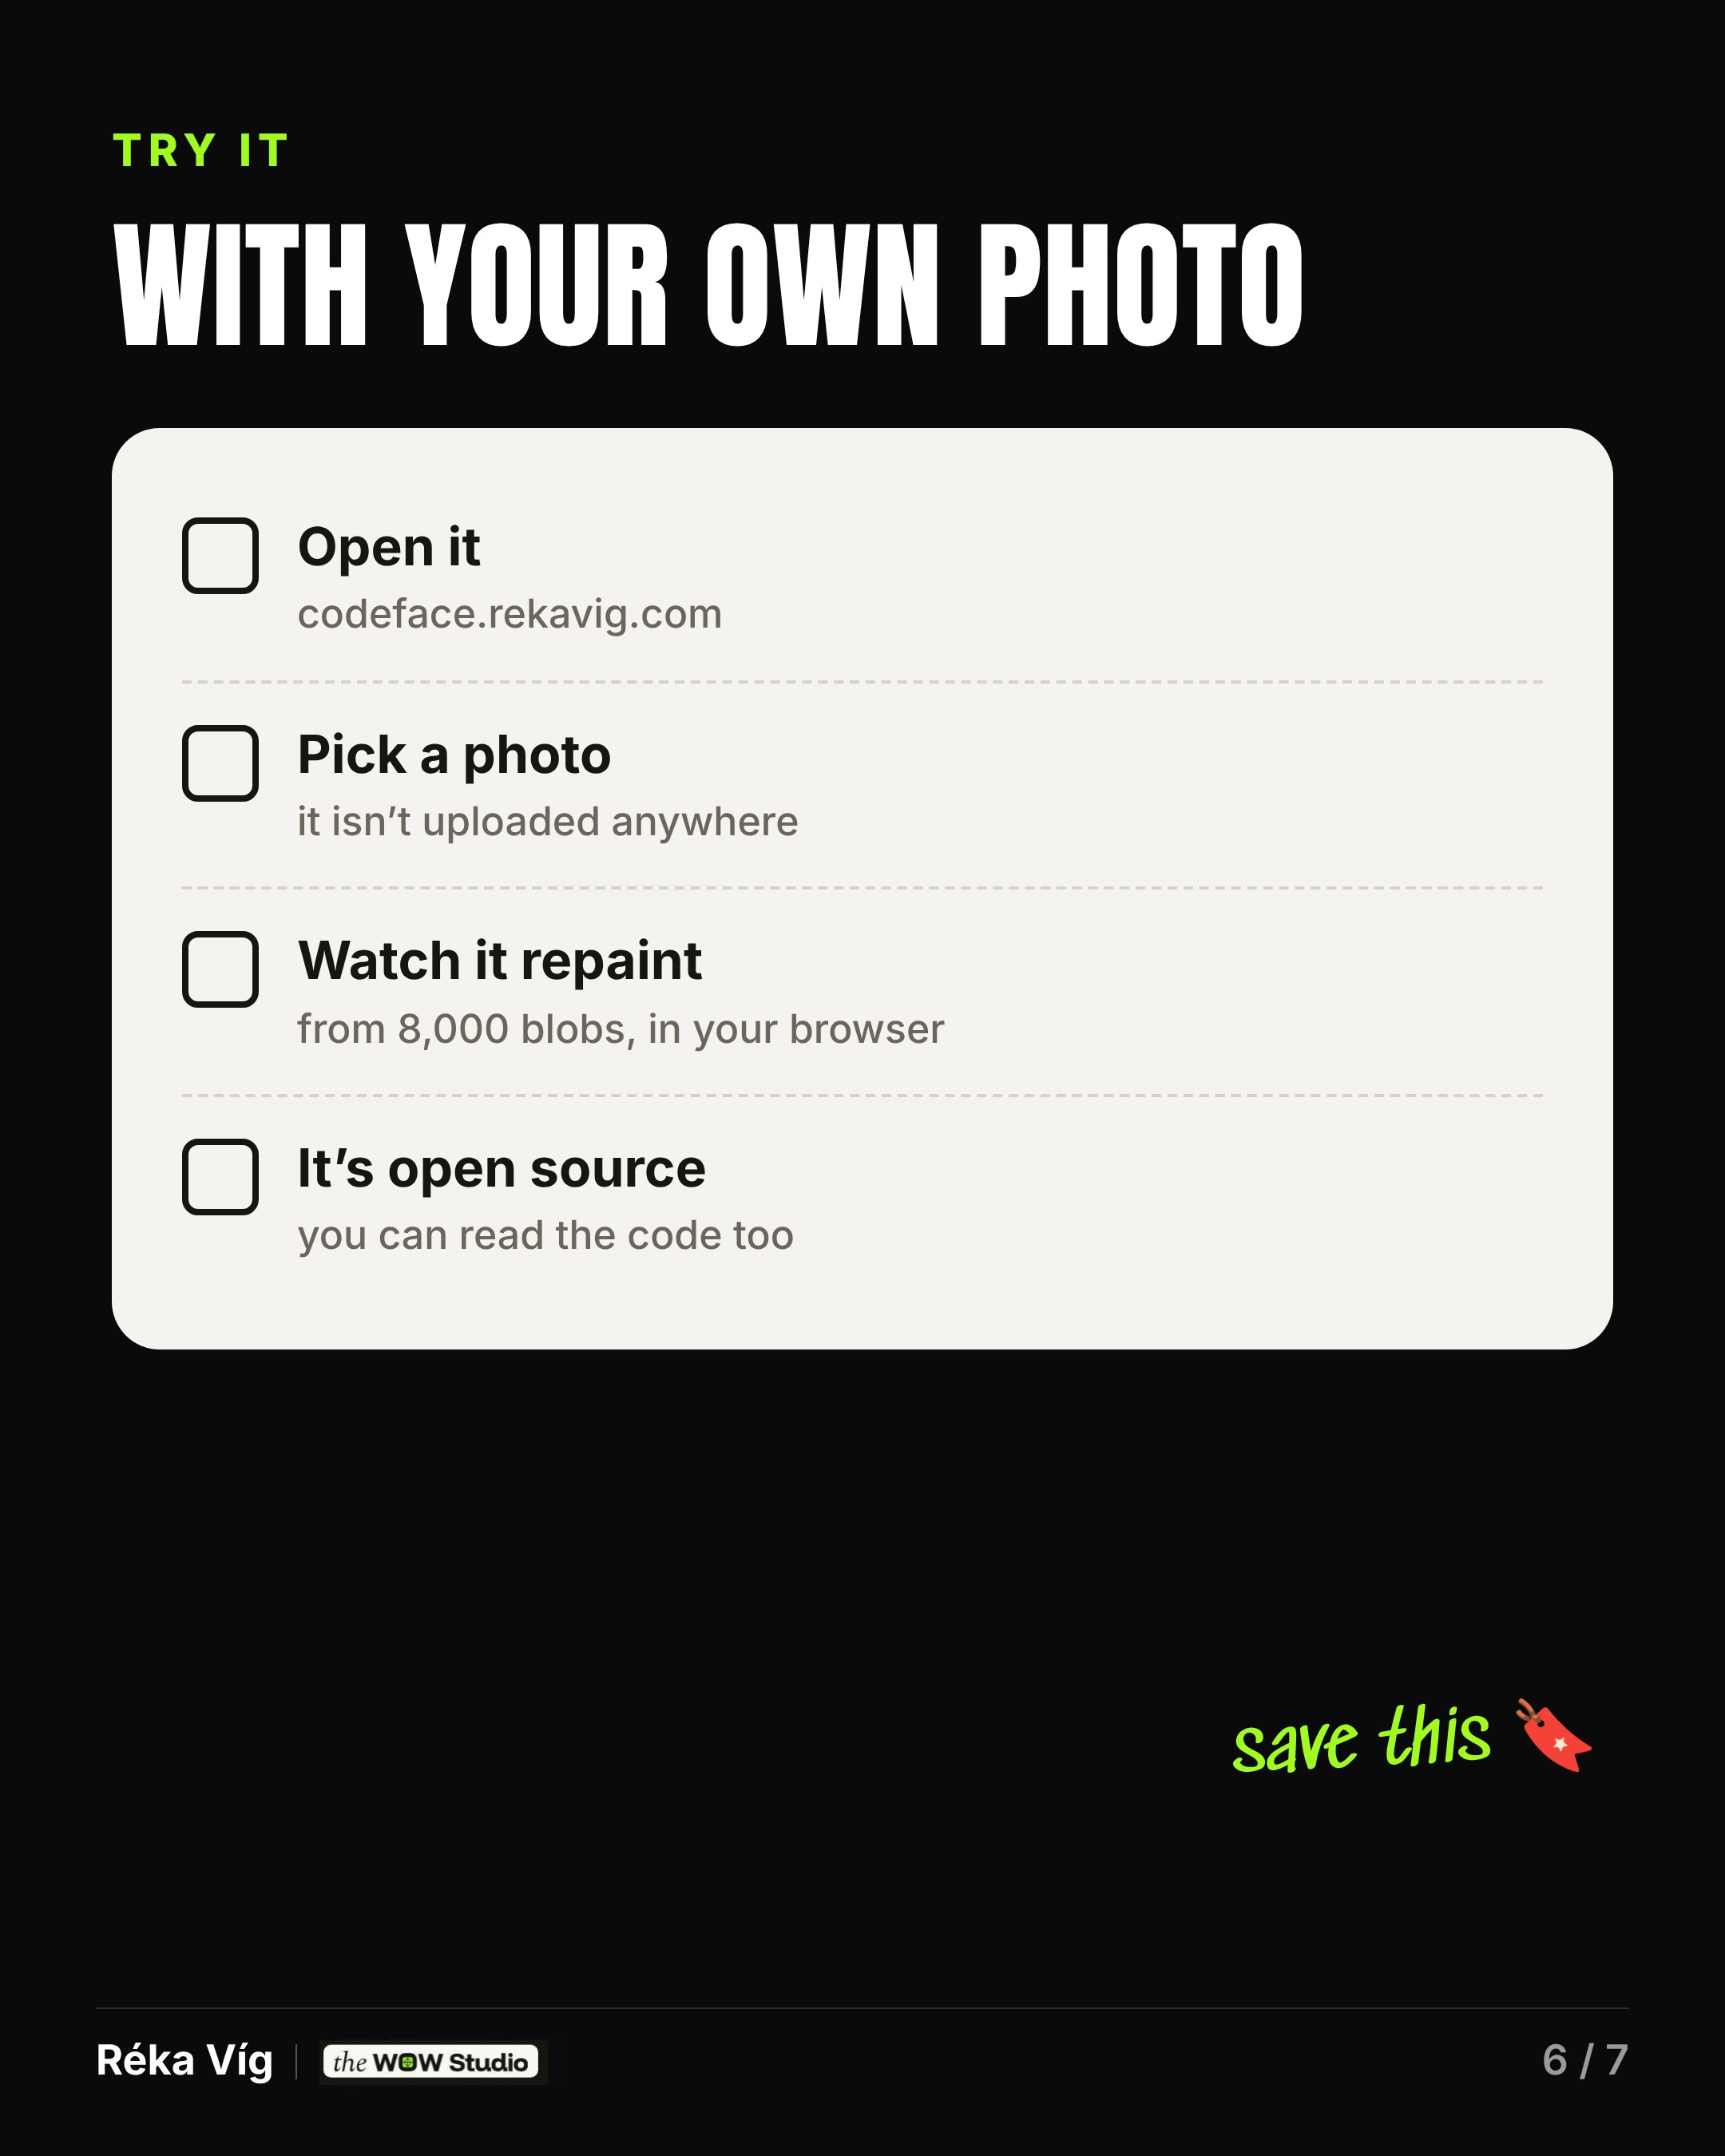 TRY IT
WITH YOUR OWN PHOTO
Open it
codeface.rekavig.com
Pick a photo
it isn’t uploaded anywhere
Watch it repaint
from 8,000 blobs, in your browser
It’s open source
you can read the code too
save this
Réka Víg
the WOW Studio
6 / 7